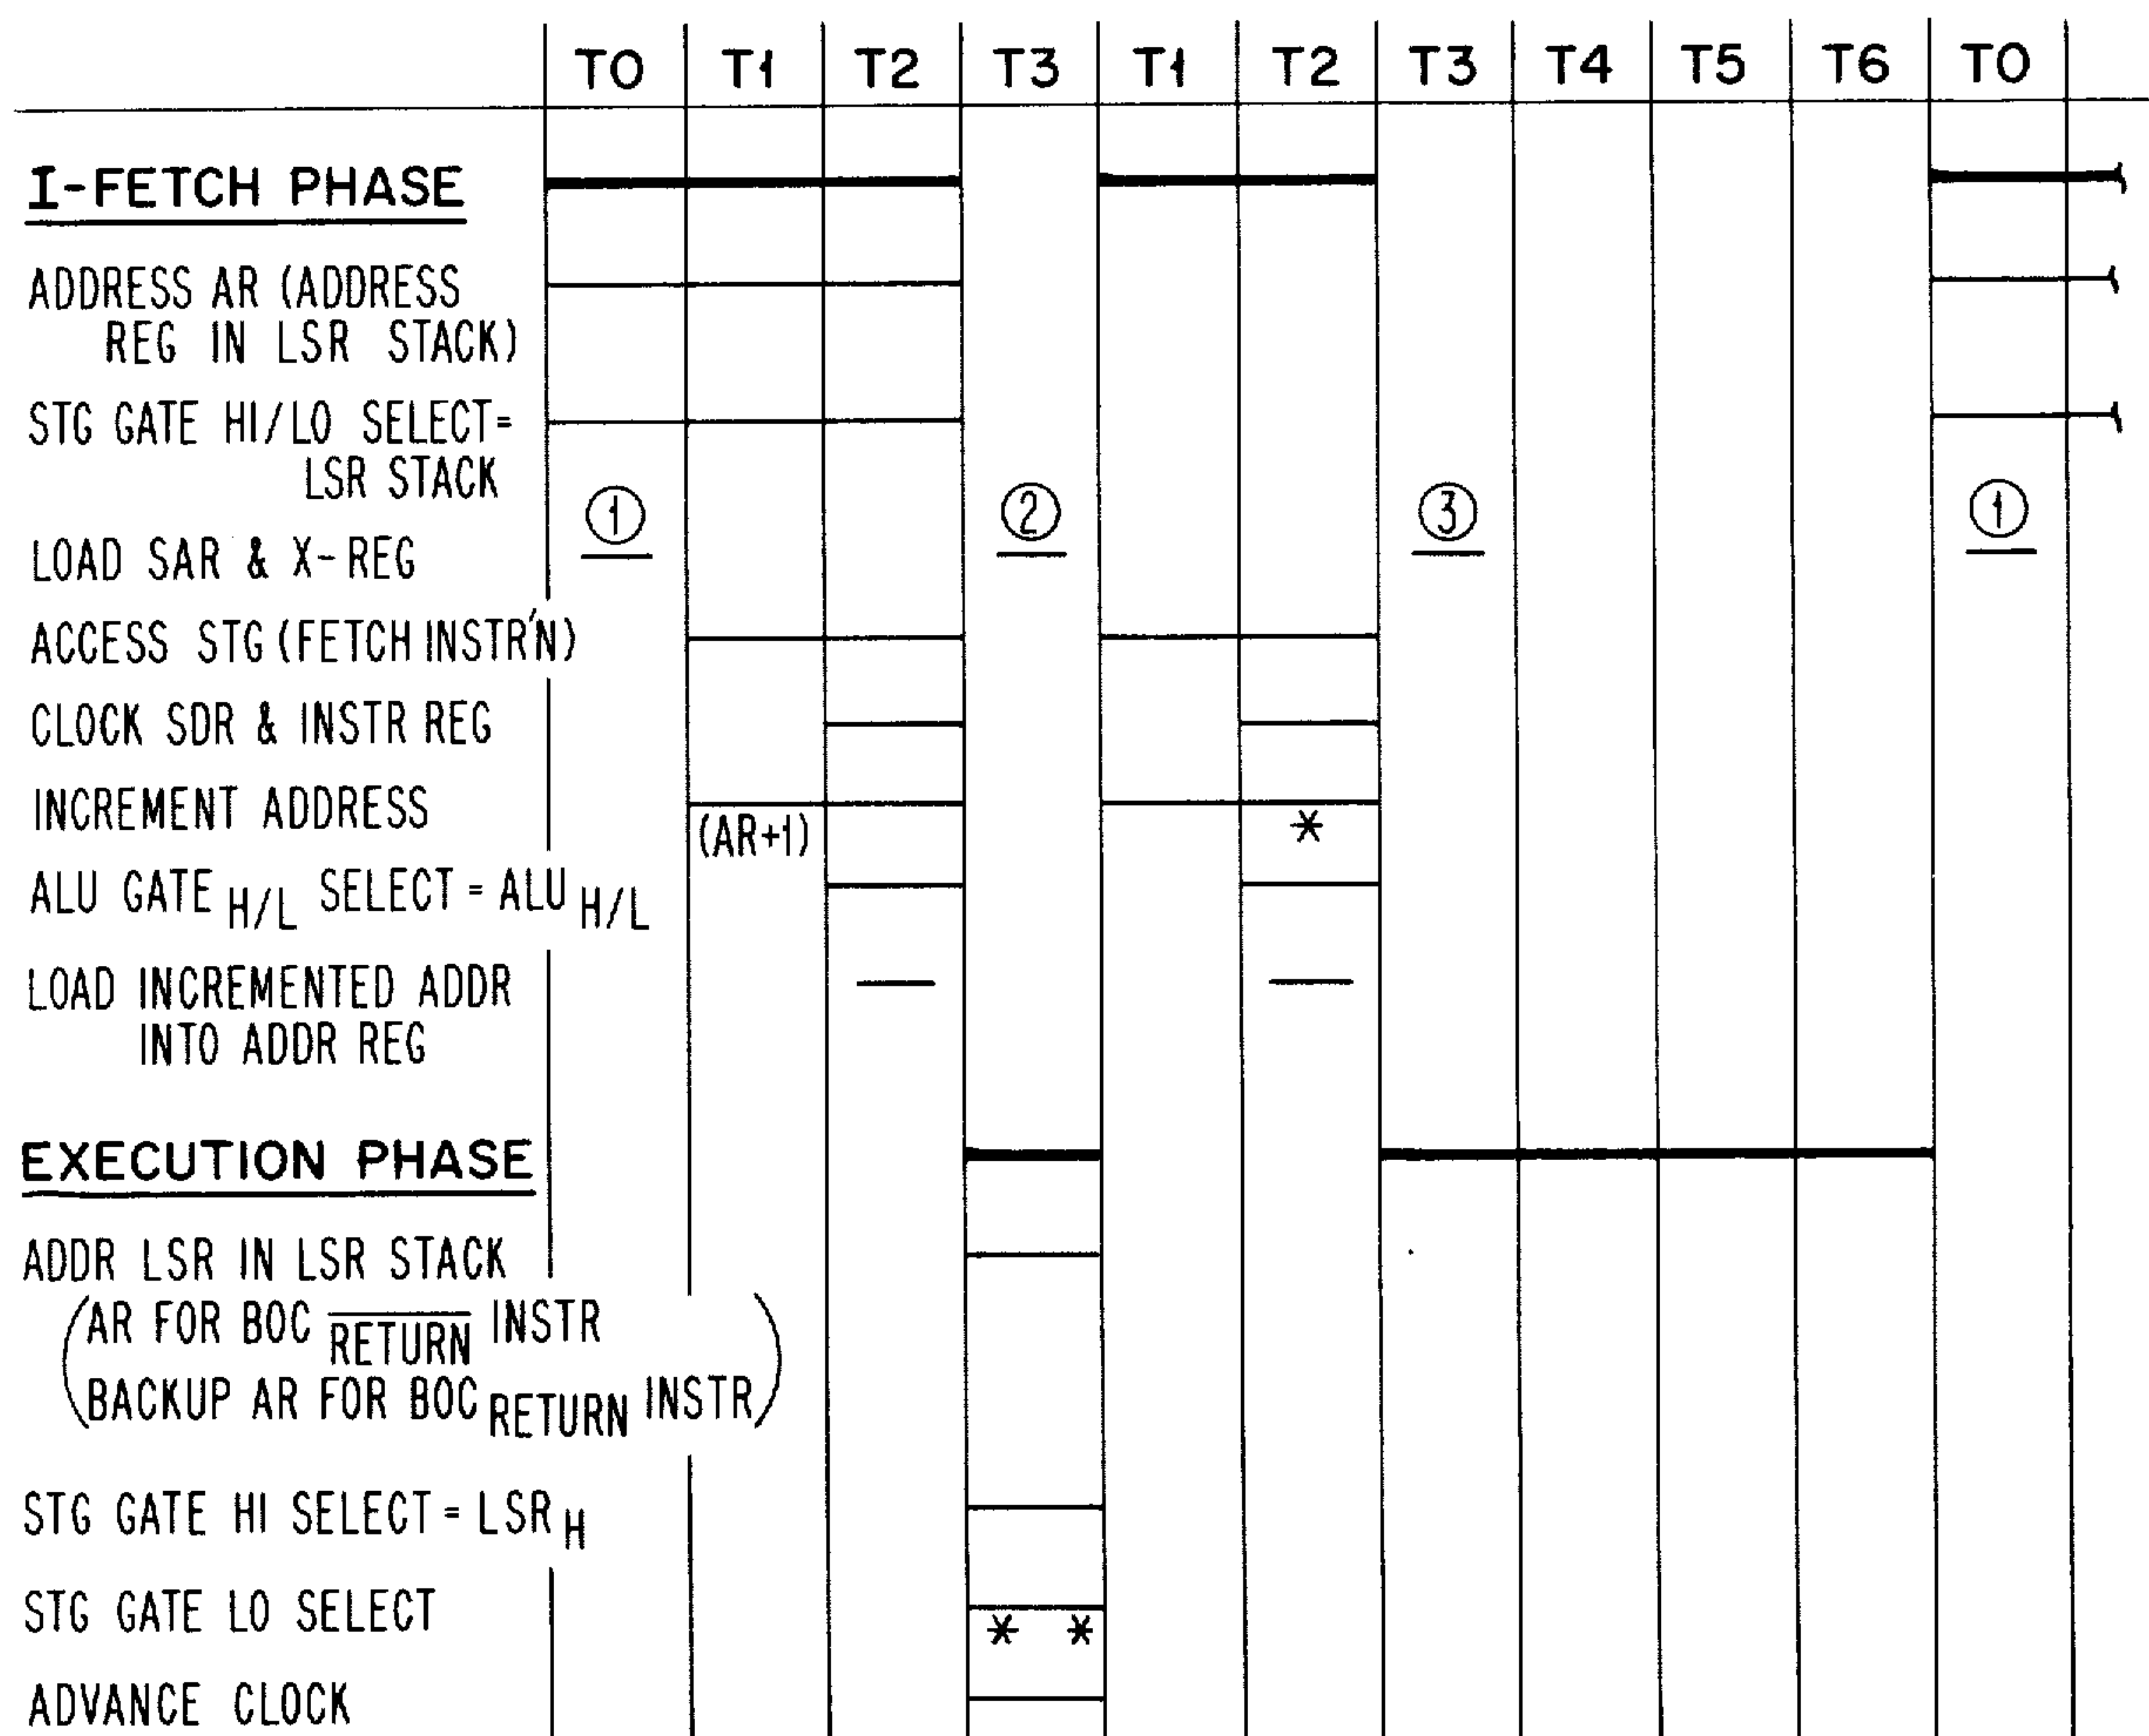 T0 T1 T2 T3 T1 T2 T3 T4 T5 T6 T0
I-FETCH PHASE
ADDRESS AR (ADDRESS
REG IN LSR STACK)
STG GATE HI/LO SELECT=
LSR STACK
① ② ③ ①
LOAD SAR & X-REG
ACCESS STG (FETCH INSTR'N)
CLOCK SDR & INSTR REG
INCREMENT ADDRESS
(AR+1) *
ALU GATE H/L SELECT = ALU H/L
LOAD INCREMENTED ADDR
INTO ADDR REG
EXECUTION PHASE
ADDR LSR IN LSR STACK
(AR FOR BOC RETURN INSTR
BACKUP AR FOR BOC RETURN INSTR)
STG GATE HI SELECT = LSR H
STG GATE LO SELECT
* *
ADVANCE CLOCK